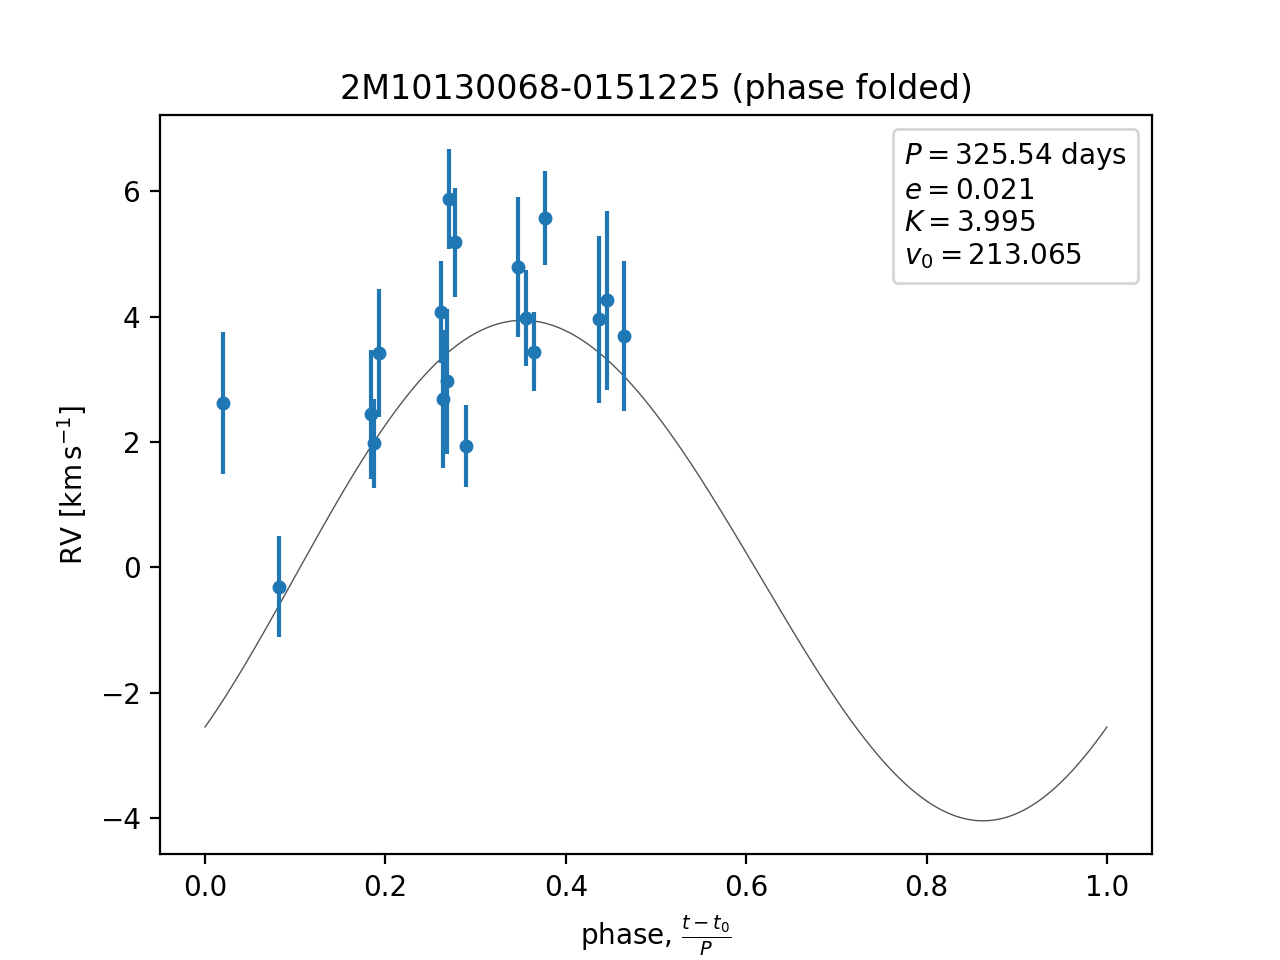 2M10130068-0151225 (phase folded)
P = 325.54 days
e = 0.021
K = 3.995
v₀ = 213.065
6
4
2
0
−2
−4
RV [km s⁻¹]
0.0 0.2 0.4 0.6 0.8 1.0
phase, (t − t₀)/P